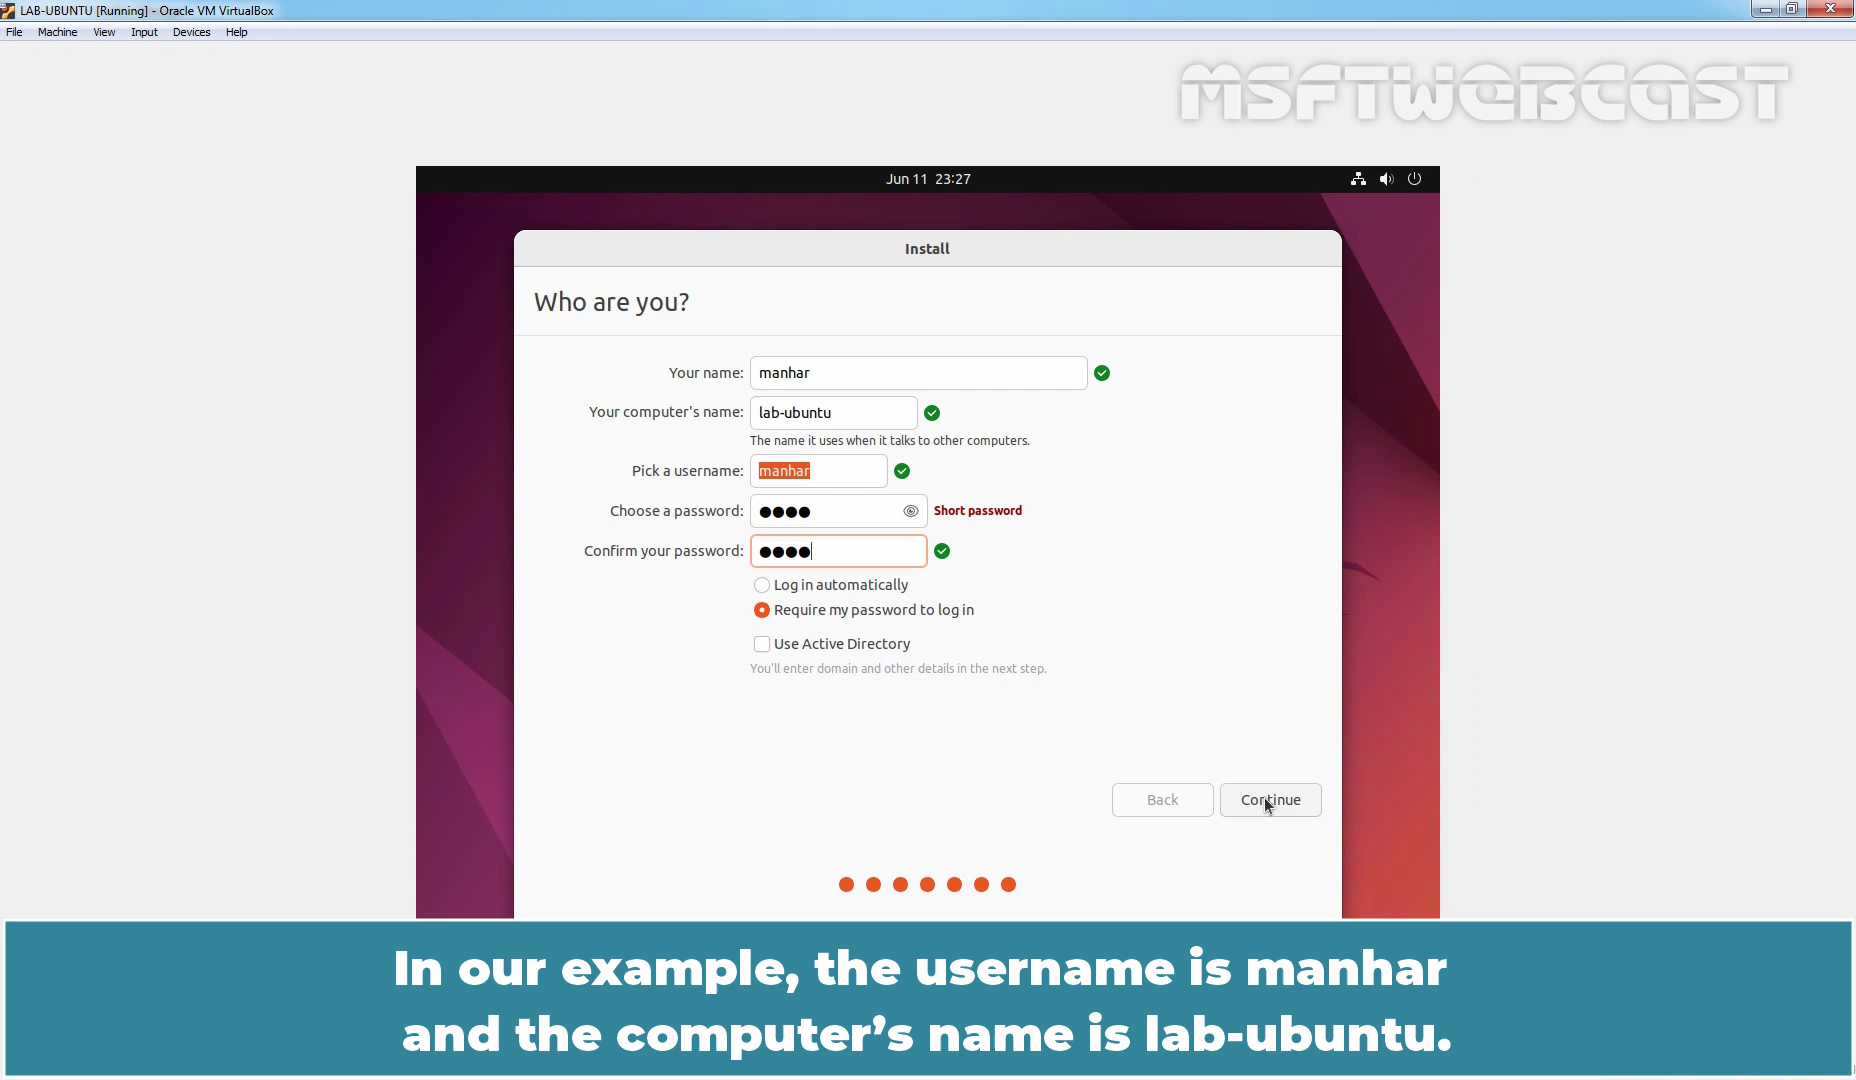 LAB-UBUNTU [Running] - Oracle VM VirtualBox
File Machine View Input Devices Help
MSFTWEBCAST
Jun 11 23:27
Install
Who are you?
Your name: manhar
Your computer's name: lab-ubuntu
The name it uses when it talks to other computers.
Pick a username: manhar
Choose a password: ●●●● Short password
Confirm your password: ●●●●
Log in automatically
Require my password to log in
Use Active Directory
You'll enter domain and other details in the next step.
Back Continue
In our example, the username is manhar
and the computer’s name is lab-ubuntu.